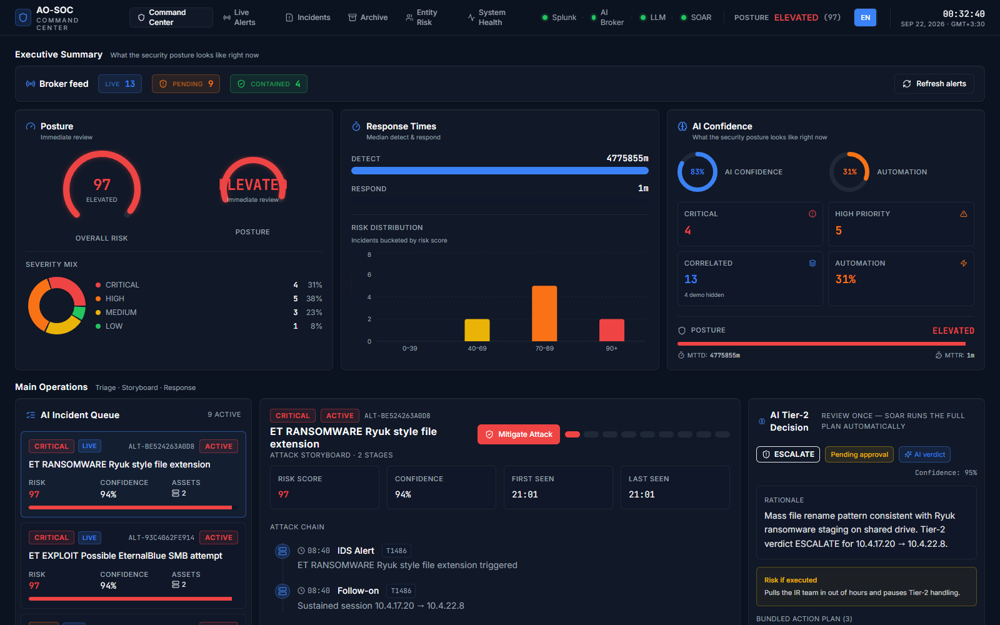 AO-SOC
COMMAND
CENTER
Command
Center
Live
Alerts
Incidents
Archive
Entity
Risk
System
Health
Splunk
AI
Broker
LLM
SOAR
POSTURE ELEVATED (97)
EN
00:32:40
SEP 22, 2026 · GMT+3:30
Executive Summary What the security posture looks like right now
Broker feed
LIVE 13
PENDING 9
CONTAINED 4
Refresh alerts
Posture
Immediate review
97
ELEVATED
OVERALL RISK
ELEVATED
Immediate review
POSTURE
SEVERITY MIX
CRITICAL 4 31%
HIGH 5 38%
MEDIUM 3 23%
LOW 1 8%
Response Times
Median detect & respond
DETECT 4775855m
RESPOND 1m
RISK DISTRIBUTION
Incidents bucketed by risk score
8
6
4
2
0
0–39 40–69 70–89 90+
AI Confidence
What the security posture looks like right now
83% AI CONFIDENCE
31% AUTOMATION
CRITICAL
4
HIGH PRIORITY
5
CORRELATED
13
4 demo hidden
AUTOMATION
31%
POSTURE ELEVATED
MTTD: 4775855m MTTR: 1m
Main Operations Triage · Storyboard · Response
AI Incident Queue 9 ACTIVE
CRITICAL LIVE ALT-BE524263A0D8 ACTIVE
ET RANSOMWARE Ryuk style file extension
RISK CONFIDENCE ASSETS
97 94% 2
CRITICAL LIVE ALT-93C4062FE914 ACTIVE
ET EXPLOIT Possible EternalBlue SMB attempt
RISK CONFIDENCE ASSETS
97 94% 2
CRITICAL ACTIVE ALT-BE524263A0D8
ET RANSOMWARE Ryuk style file
extension
ATTACK STORYBOARD · 2 STAGES
Mitigate Attack
RISK SCORE
97
CONFIDENCE
94%
FIRST SEEN
21:01
LAST SEEN
21:01
ATTACK CHAIN
08:40 IDS Alert T1486
ET RANSOMWARE Ryuk style file extension triggered
08:40 Follow-on T1486
Sustained session 10.4.17.20 → 10.4.22.8
AI Tier-2
Decision
REVIEW ONCE — SOAR RUNS THE FULL
PLAN AUTOMATICALLY
ESCALATE Pending approval AI verdict
Confidence: 95%
RATIONALE
Mass file rename pattern consistent with Ryuk
ransomware staging on shared drive. Tier-2
verdict ESCALATE for 10.4.17.20 → 10.4.22.8.
Risk if executed
Pulls the IR team in out of hours and pauses Tier-2 handling.
BUNDLED ACTION PLAN (3)